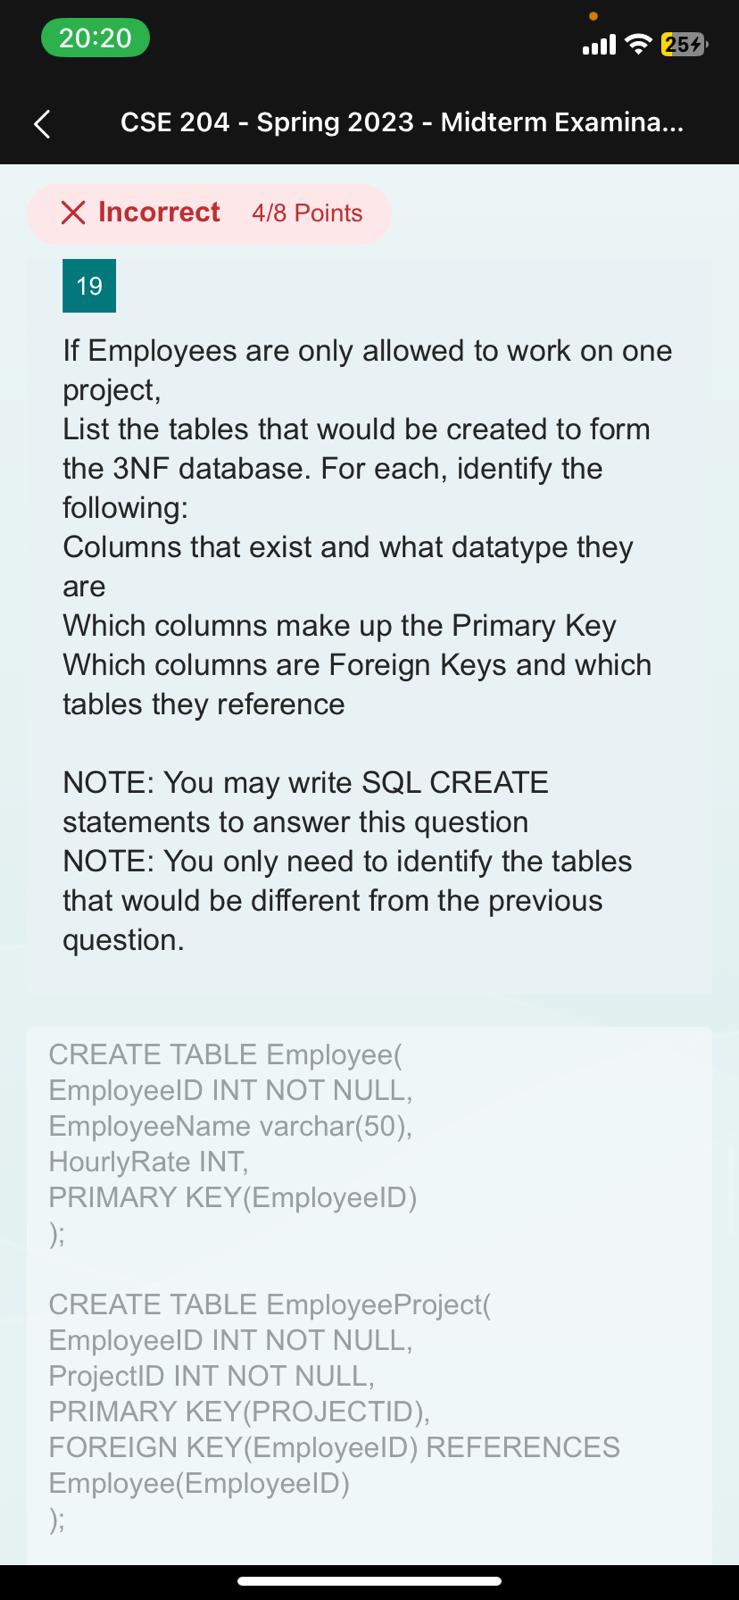 20:20
25
CSE 204 - Spring 2023 - Midterm Examina...
Incorrect 4/8 Points
19
If Employees are only allowed to work on one
project,
List the tables that would be created to form
the 3NF database. For each, identify the
following:
Columns that exist and what datatype they
are
Which columns make up the Primary Key
Which columns are Foreign Keys and which
tables they reference
NOTE: You may write SQL CREATE
statements to answer this question
NOTE: You only need to identify the tables
that would be different from the previous
question.
CREATE TABLE Employee(
EmployeeID INT NOT NULL,
EmployeeName varchar(50),
HourlyRate INT,
PRIMARY KEY(EmployeeID)
);
CREATE TABLE EmployeeProject(
EmployeeID INT NOT NULL,
ProjectID INT NOT NULL,
PRIMARY KEY(PROJECTID),
FOREIGN KEY(EmployeeID) REFERENCES
Employee(EmployeeID)
);